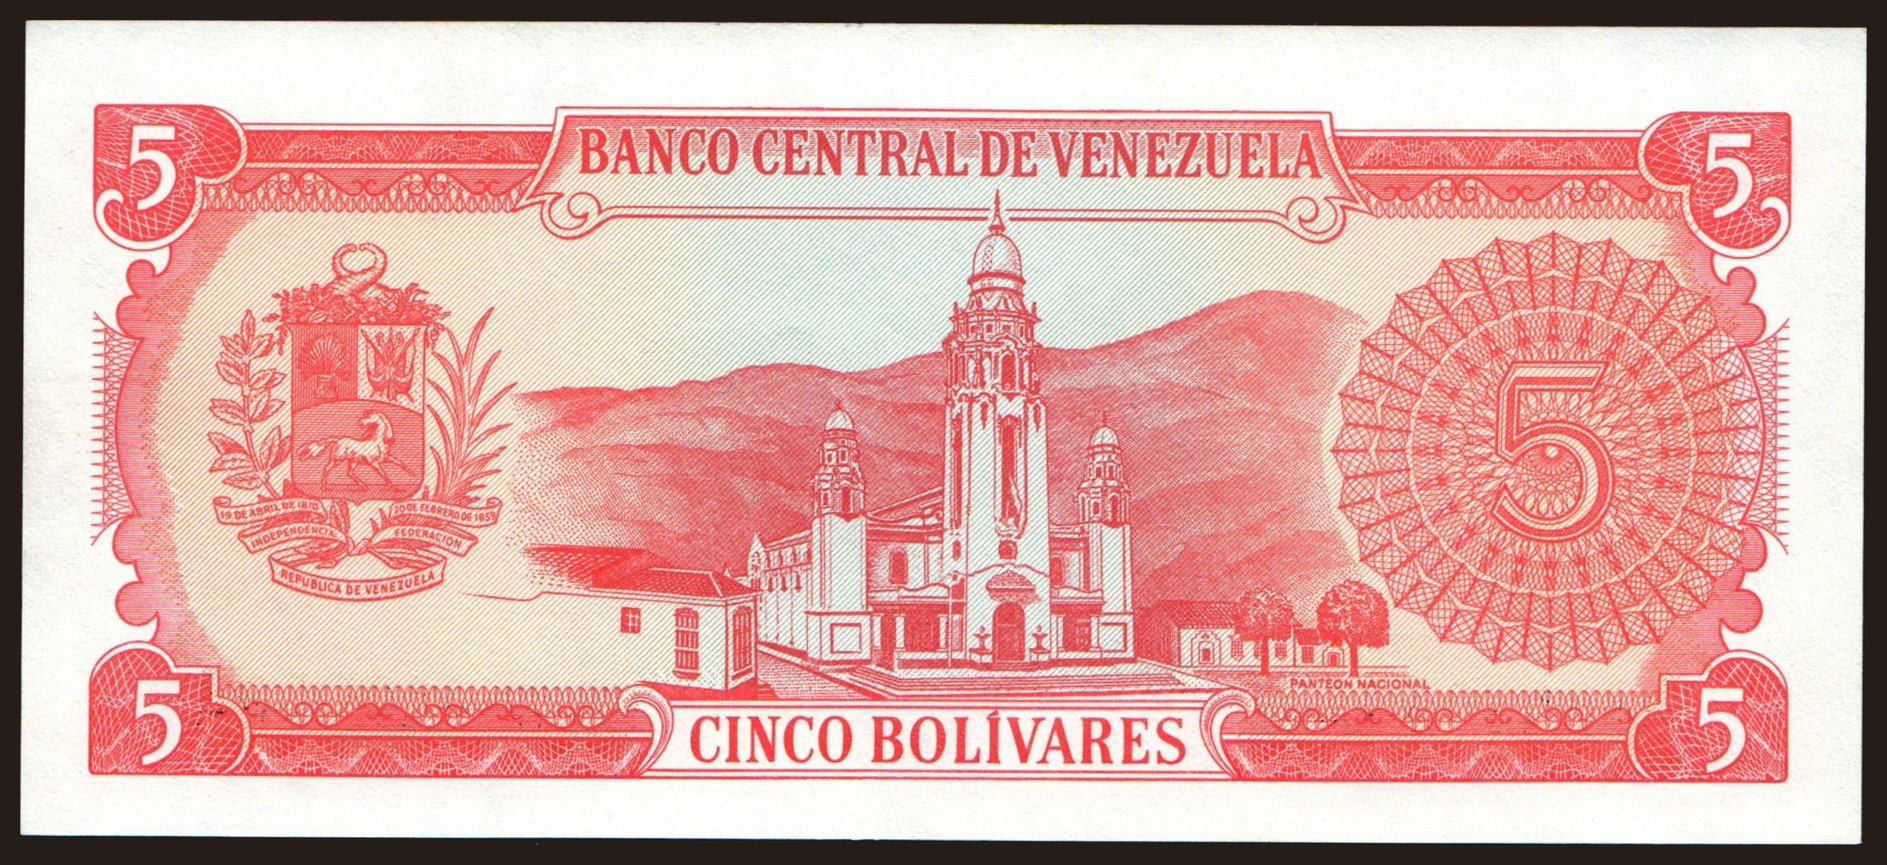 5 BANCO CENTRAL DE VENEZUELA 5
19 DE ABRIL DE 1810 20 DE FEBRERO DE 1859
INDEPENDENCIA FEDERACION
REPUBLICA DE VENEZUELA
5
PANTEON NACIONAL
5 CINCO BOLÍVARES 5